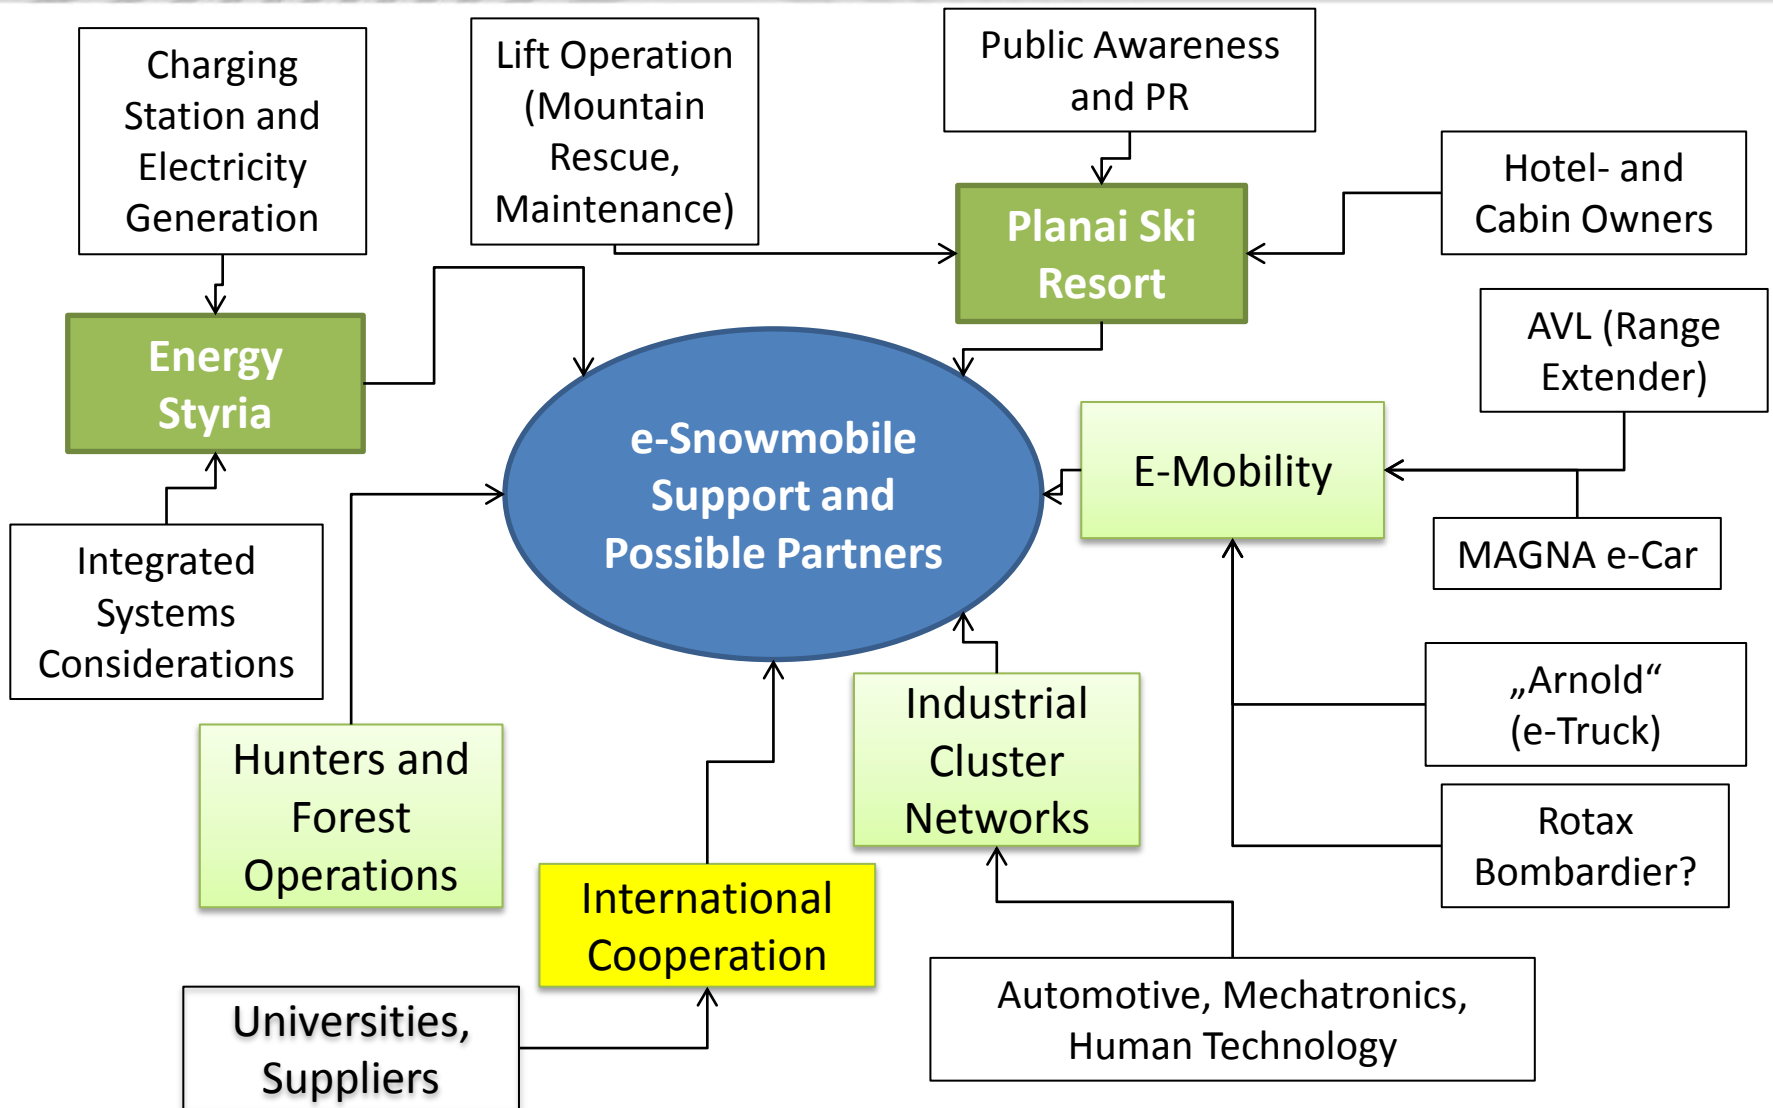 Charging
Station and
Electricity
Generation
Lift Operation
(Mountain
Rescue,
Maintenance)
Public Awareness
and PR
Hotel- and
Cabin Owners
Planai Ski
Resort
Energy
Styria
AVL (Range
Extender)
e-Snowmobile
Support and
Possible Partners
E-Mobility
MAGNA e-Car
Integrated
Systems
Considerations
„Arnold“
(e-Truck)
Hunters and
Forest
Operations
Industrial
Cluster
Networks
Rotax
Bombardier?
International
Cooperation
Universities,
Suppliers
Automotive, Mechatronics,
Human Technology